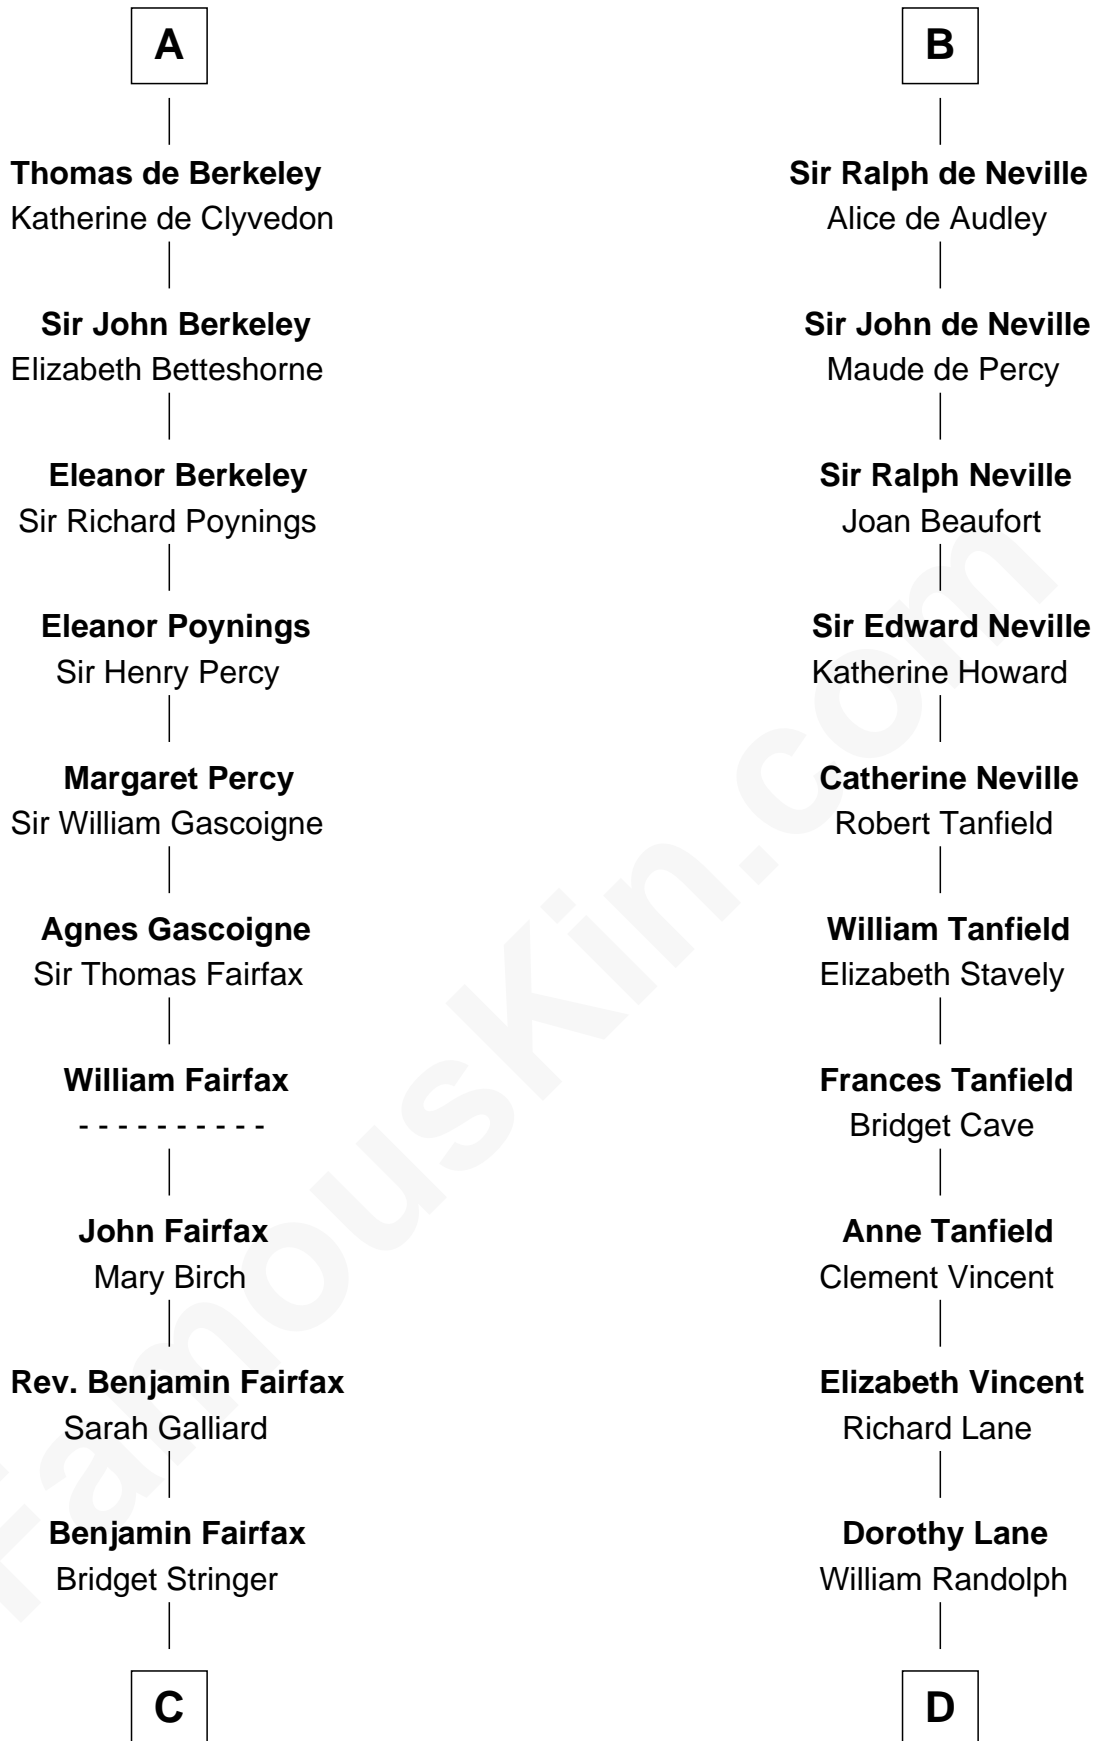 A
Thomas de Berkeley
Katherine de Clyvedon
Sir John Berkeley
Elizabeth Betteshorne
Eleanor Berkeley
Sir Richard Poynings
Eleanor Poynings
Sir Henry Percy
Margaret Percy
Sir William Gascoigne
Agnes Gascoigne
Sir Thomas Fairfax
William Fairfax
- - - - - - - - - -
John Fairfax
Mary Birch
Rev. Benjamin Fairfax
Sarah Galliard
Benjamin Fairfax
Bridget Stringer
C
B
Sir Ralph de Neville
Alice de Audley
Sir John de Neville
Maude de Percy
Sir Ralph Neville
Joan Beaufort
Sir Edward Neville
Katherine Howard
Catherine Neville
Robert Tanfield
William Tanfield
Elizabeth Stavely
Frances Tanfield
Bridget Cave
Anne Tanfield
Clement Vincent
Elizabeth Vincent
Richard Lane
Dorothy Lane
William Randolph
D
FamousKin.com